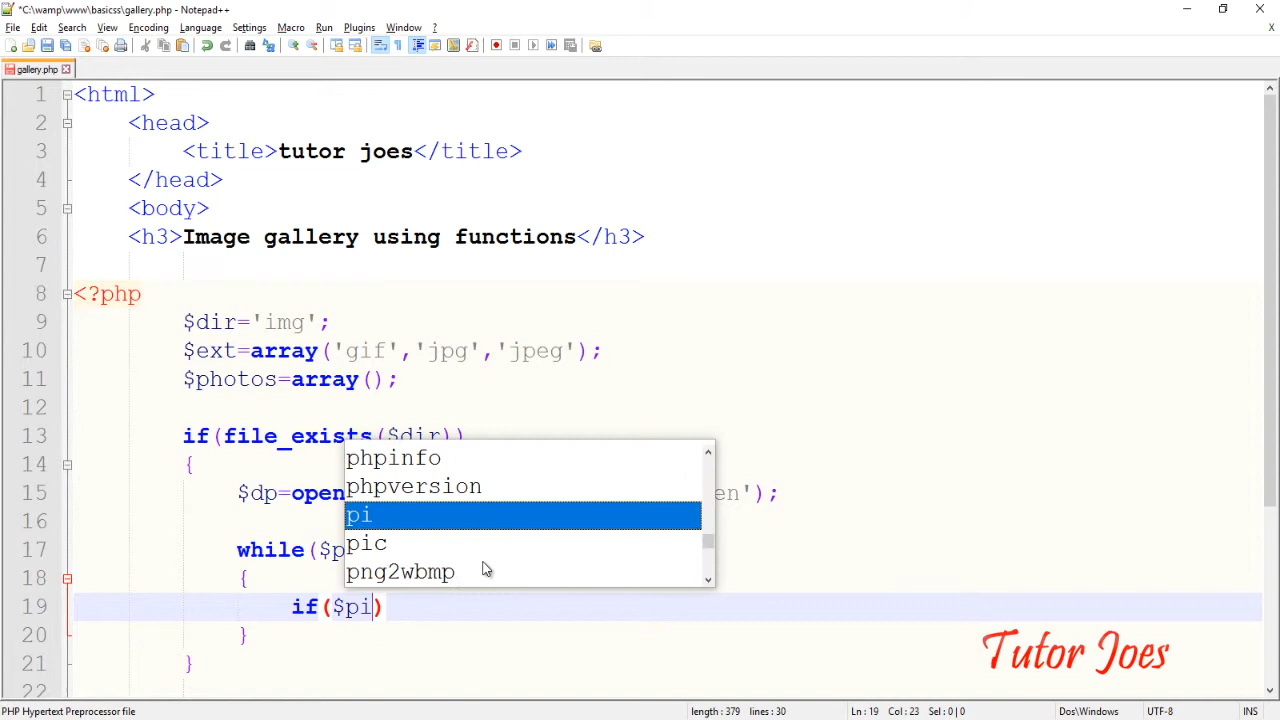 *C:\wamp\www\basicss\gallery.php - Notepad++
File Edit Search View Encoding Language Settings Macro Run Plugins Window ?
X
gallery.php
1 <html>
2 <head>
3 <title>tutor joes</title>
4 </head>
5 <body>
6 <h3>Image gallery using functions</h3>
7
8 <?php
9 $dir='img';
10 $ext=array('gif','jpg','jpeg');
11 $photos=array();
12
13 if(file_exists($dir))
14 {
15 $dp=open en');
16
17 while($p
18 {
19 if($pi)
20 }
21 }
22
phpinfo
phpversion
pi
pic
png2wbmp
Tutor Joes
PHP Hypertext Preprocessor file length : 379 lines : 30 Ln : 19 Col : 23 Sel : 0 | 0 Dos\Windows UTF-8 INS